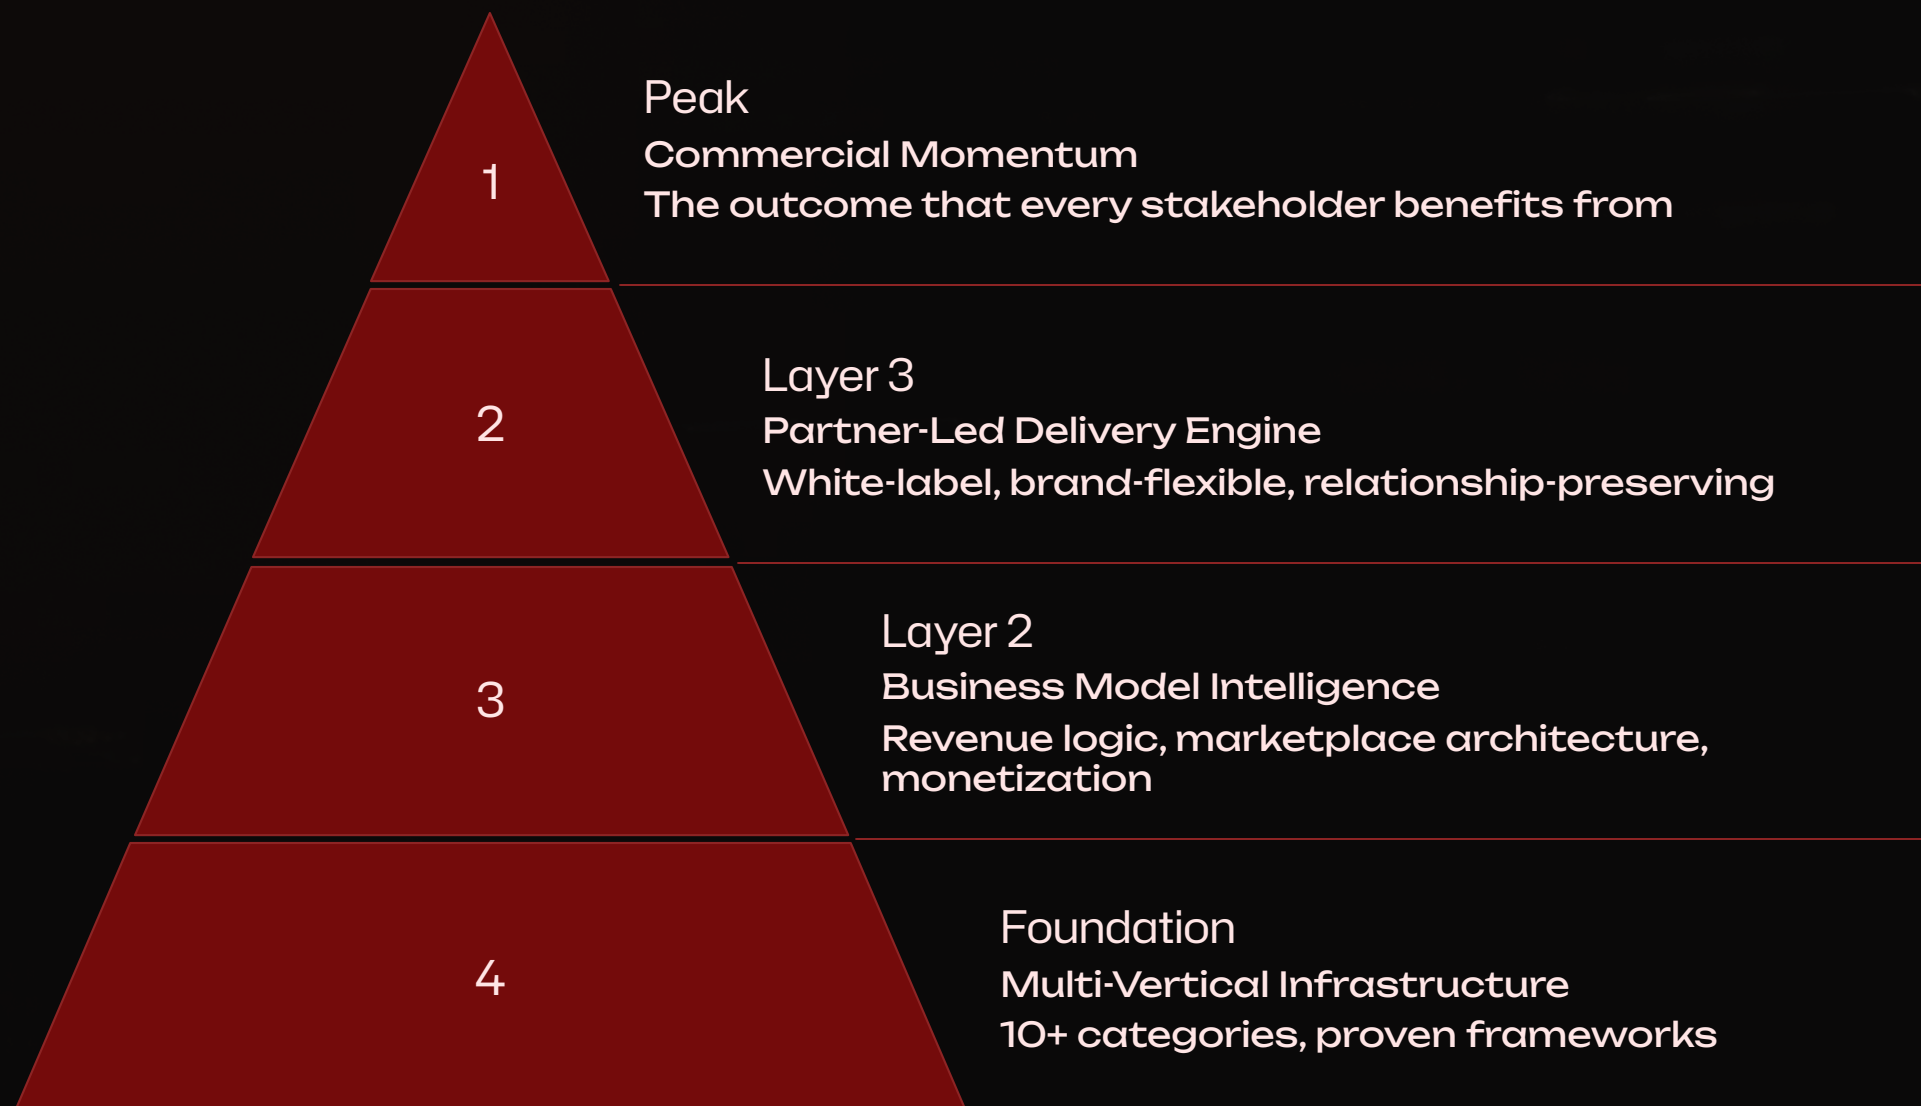 1
Peak
Commercial Momentum
The outcome that every stakeholder benefits from
2
Layer 3
Partner-Led Delivery Engine
White-label, brand-flexible, relationship-preserving
3
Layer 2
Business Model Intelligence
Revenue logic, marketplace architecture,
monetization
4
Foundation
Multi-Vertical Infrastructure
10+ categories, proven frameworks